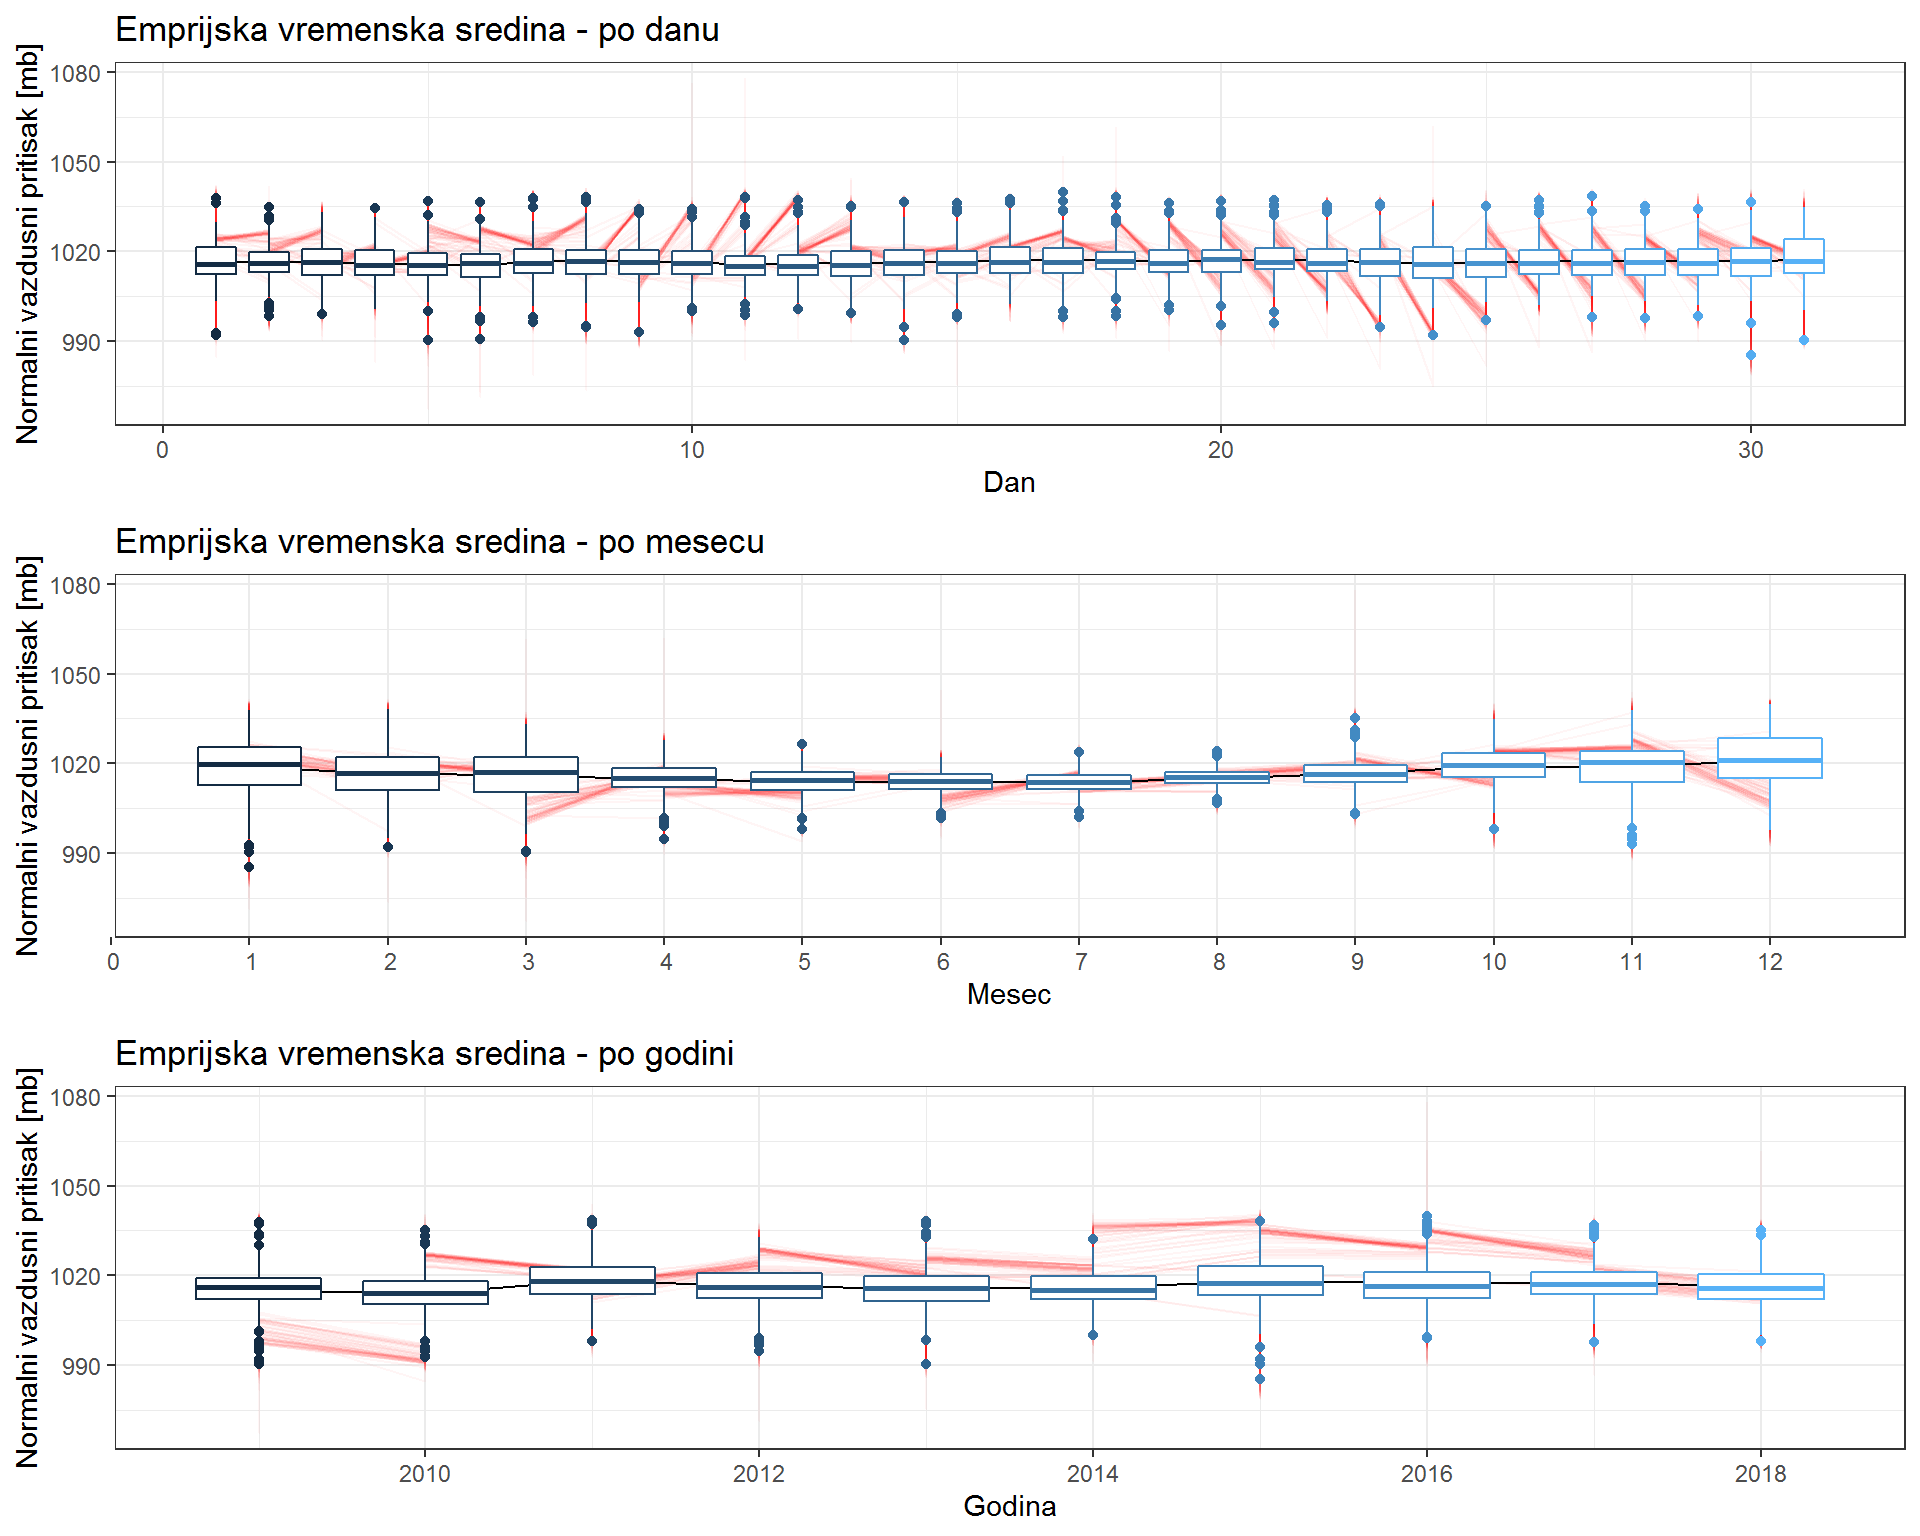 Emprijska vremenska sredina - po danu
Normalni vazdusni pritisak [mb]
1080
1050
1020
990
0 10 20 30
Dan
Emprijska vremenska sredina - po mesecu
Normalni vazdusni pritisak [mb]
1080
1050
1020
990
0 1 2 3 4 5 6 7 8 9 10 11 12
Mesec
Emprijska vremenska sredina - po godini
Normalni vazdusni pritisak [mb]
1080
1050
1020
990
2010 2012 2014 2016 2018
Godina